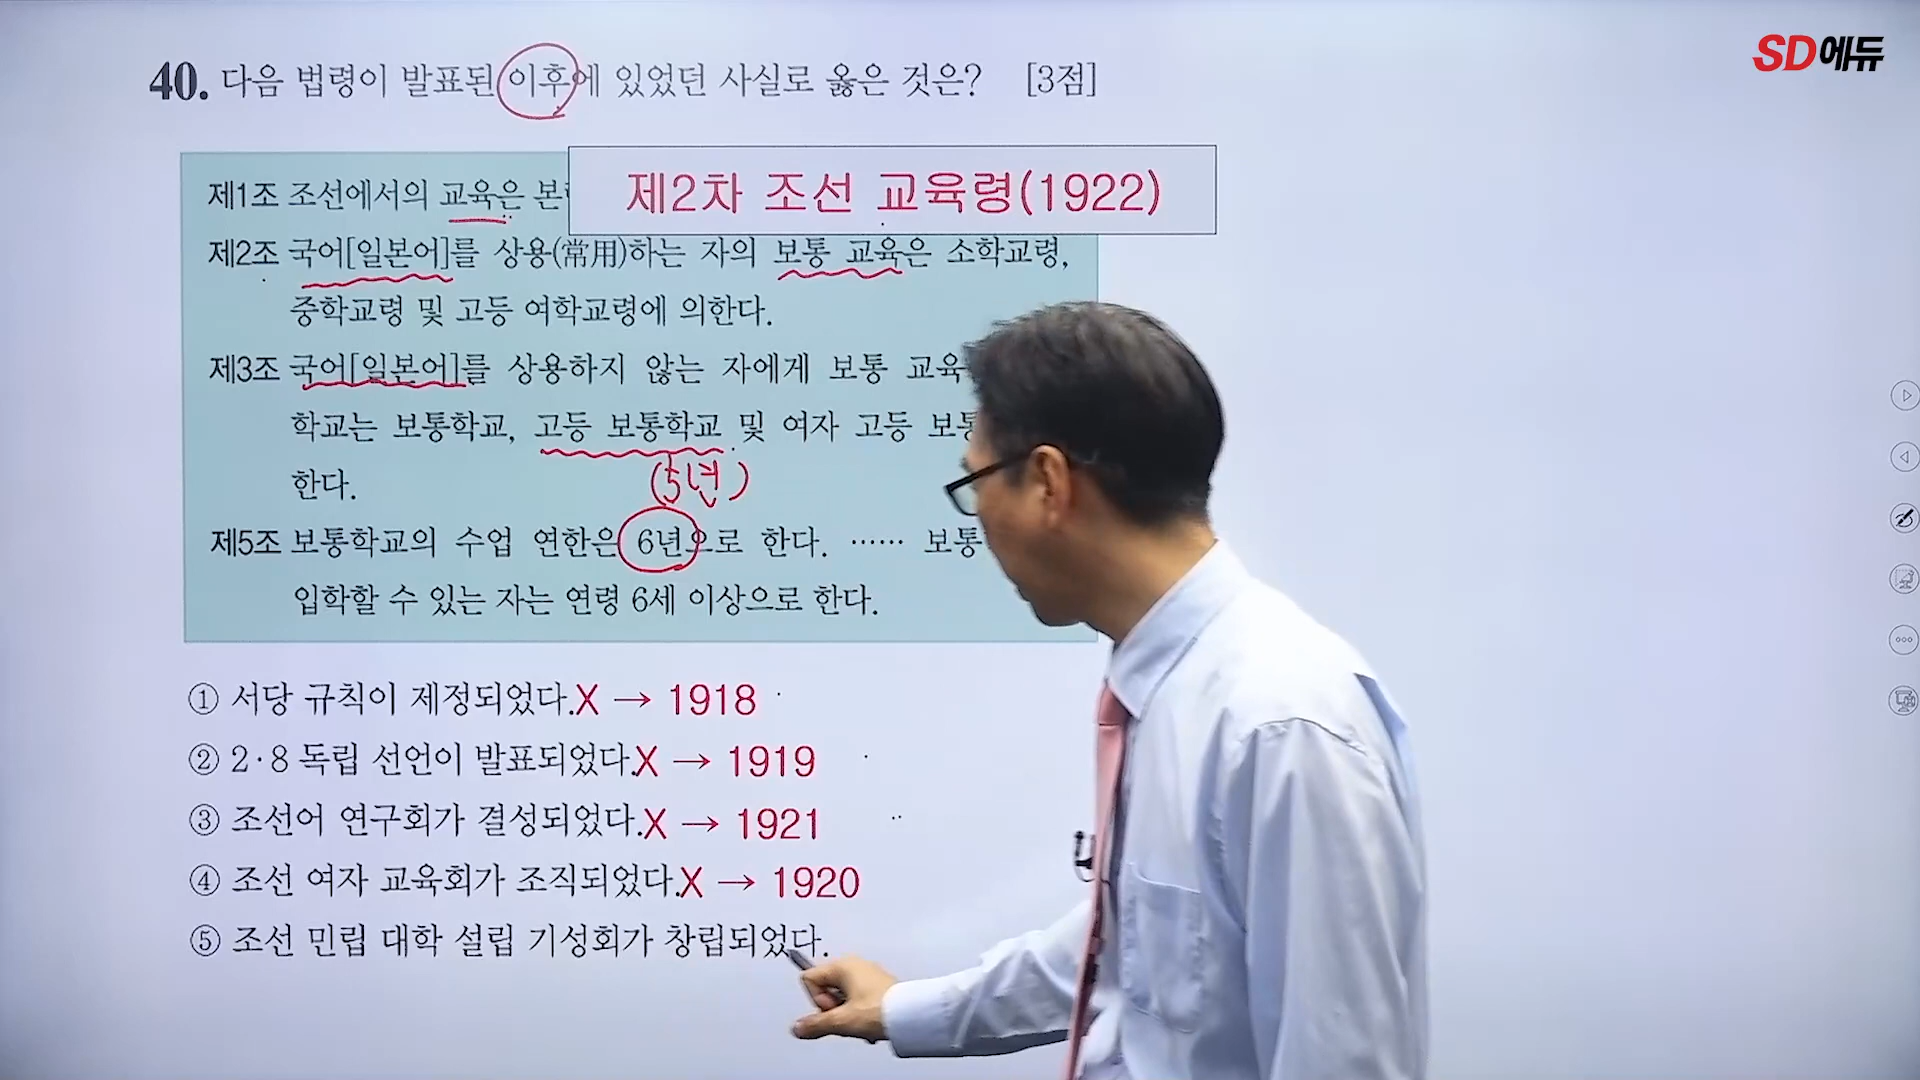 SD에듀
40. 다음 법령이 발표된 이후에 있었던 사실로 옳은 것은? [3점]
제2차 조선 교육령(1922)
제1조 조선에서의 교육은
제2조 국어[일본어]를 상용(常用)하는 자의 보통 교육은 소학교령,
중학교령 및 고등 여학교령에 의한다.
제3조 국어[일본어]를 상용하지 않는 자에게 보통 교육
학교는 보통학교, 고등 보통학교 및 여자 고등 보통
한다.
(5년)
제5조 보통학교의 수업 연한은 6년으로 한다. …… 보통
입학할 수 있는 자는 연령 6세 이상으로 한다.
① 서당 규칙이 제정되었다.X → 1918
② 2·8 독립 선언이 발표되었다.X → 1919
③ 조선어 연구회가 결성되었다.X → 1921
④ 조선 여자 교육회가 조직되었다.X → 1920
⑤ 조선 민립 대학 설립 기성회가 창립되었다.